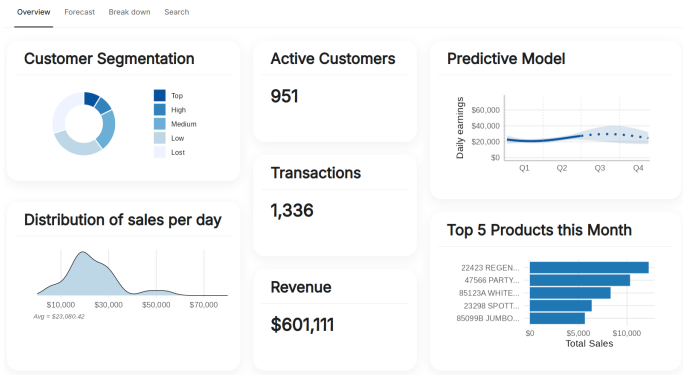 Overview Forecast Break down Search
Customer Segmentation
Top
High
Medium
Low
Lost
Distribution of sales per day
$10,000 $30,000 $50,000 $70,000
Avg = $23,080.42
Active Customers
951
Transactions
1,336
Revenue
$601,111
Predictive Model
Daily earnings
$60,000
$40,000
$20,000
$0
Q1 Q2 Q3 Q4
Top 5 Products this Month
22423 REGEN...
47566 PARTY...
85123A WHITE...
23298 SPOTT...
85099B JUMBO...
$0 $5,000 $10,000
Total Sales